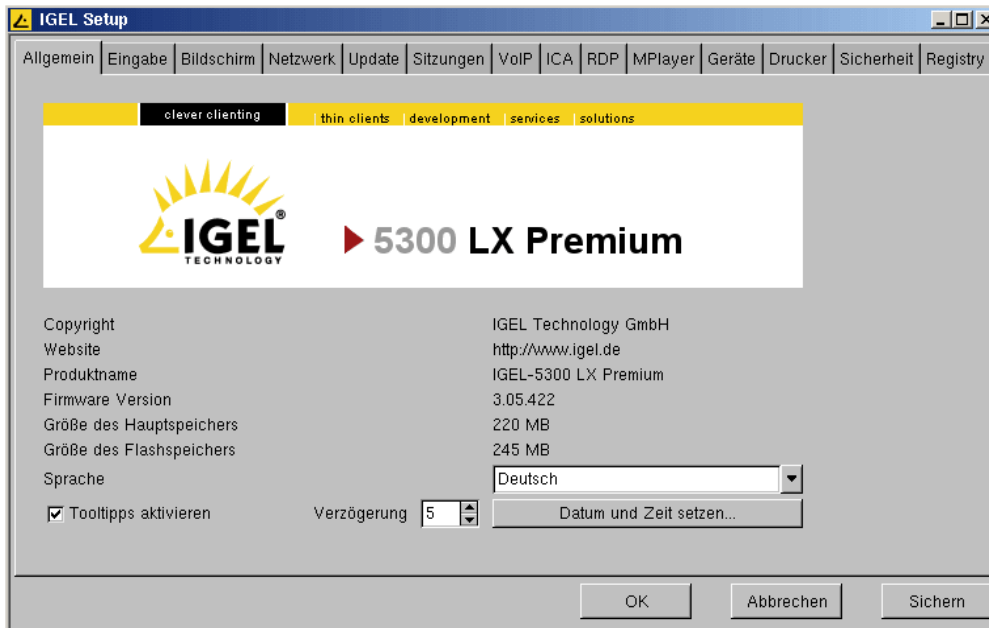 IGEL Setup
Allgemein Eingabe Bildschirm Netzwerk Update Sitzungen VoIP ICA RDP MPlayer Geräte Drucker Sicherheit Registry
clever clienting thin clients development services solutions
IGEL®
TECHNOLOGY
5300 LX Premium
Copyright IGEL Technology GmbH
Website http://www.igel.de
Produktname IGEL-5300 LX Premium
Firmware Version 3.05.422
Größe des Hauptspeichers 220 MB
Größe des Flashspeichers 245 MB
Sprache Deutsch
Tooltipps aktivieren Verzögerung 5 Datum und Zeit setzen...
OK Abbrechen Sichern